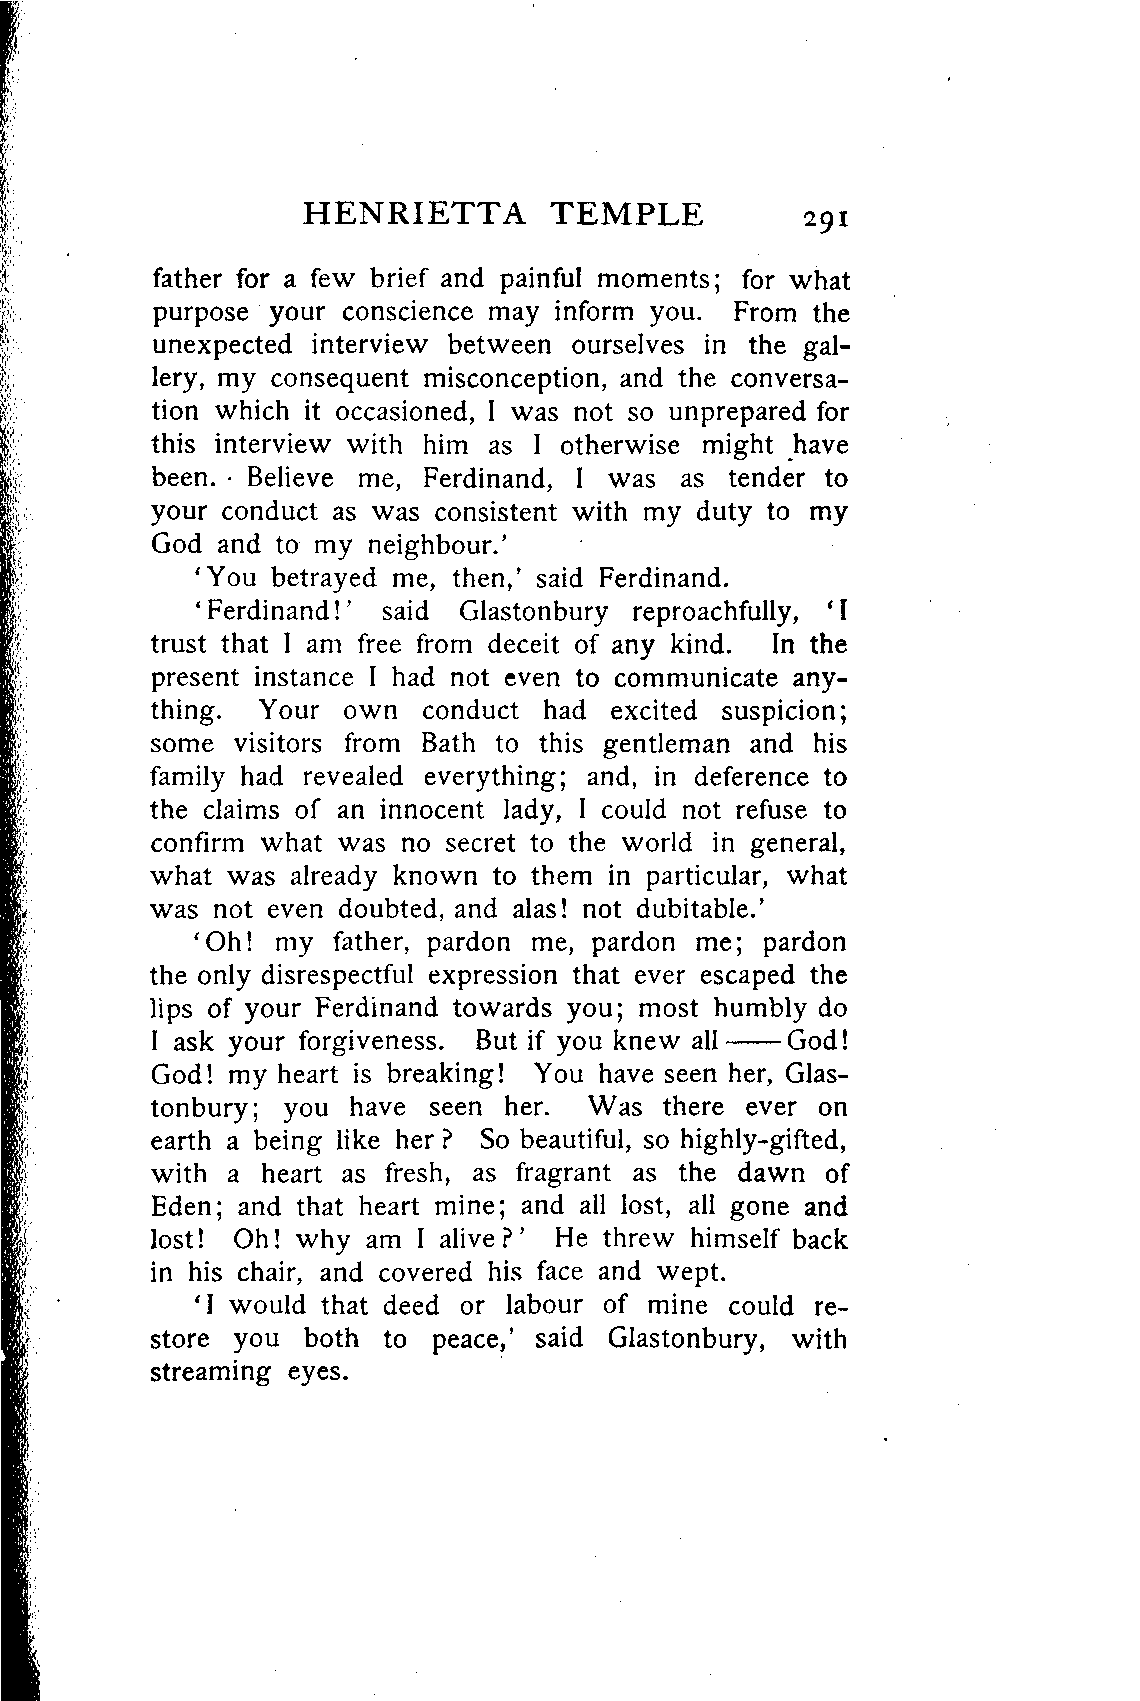 HENRIETTA TEMPLE 291
father for a few brief and painful moments; for what
purpose your conscience may inform you. From the
unexpected interview between ourselves in the gal-
lery, my consequent misconception, and the conversa-
tion which it occasioned, I was not so unprepared for
this interview with him as I otherwise might have
been. Believe me, Ferdinand, I was as tender to
your conduct as was consistent with my duty to my
God and to my neighbour.'
'You betrayed me, then,' said Ferdinand.
'Ferdinand!' said Glastonbury reproachfully, 'I
trust that I am free from deceit of any kind. In the
present instance I had not even to communicate any-
thing. Your own conduct had excited suspicion;
some visitors from Bath to this gentleman and his
family had revealed everything; and, in deference to
the claims of an innocent lady, I could not refuse to
confirm what was no secret to the world in general,
what was already known to them in particular, what
was not even doubted, and alas! not dubitable.'
'Oh! my father, pardon me, pardon me; pardon
the only disrespectful expression that ever escaped the
lips of your Ferdinand towards you; most humbly do
I ask your forgiveness. But if you knew all——God!
God! my heart is breaking! You have seen her, Glas-
tonbury; you have seen her. Was there ever on
earth a being like her? So beautiful, so highly-gifted,
with a heart as fresh, as fragrant as the dawn of
Eden; and that heart mine; and all lost, all gone and
lost! Oh! why am I alive?' He threw himself back
in his chair, and covered his face and wept.
'I would that deed or labour of mine could re-
store you both to peace,' said Glastonbury, with
streaming eyes.